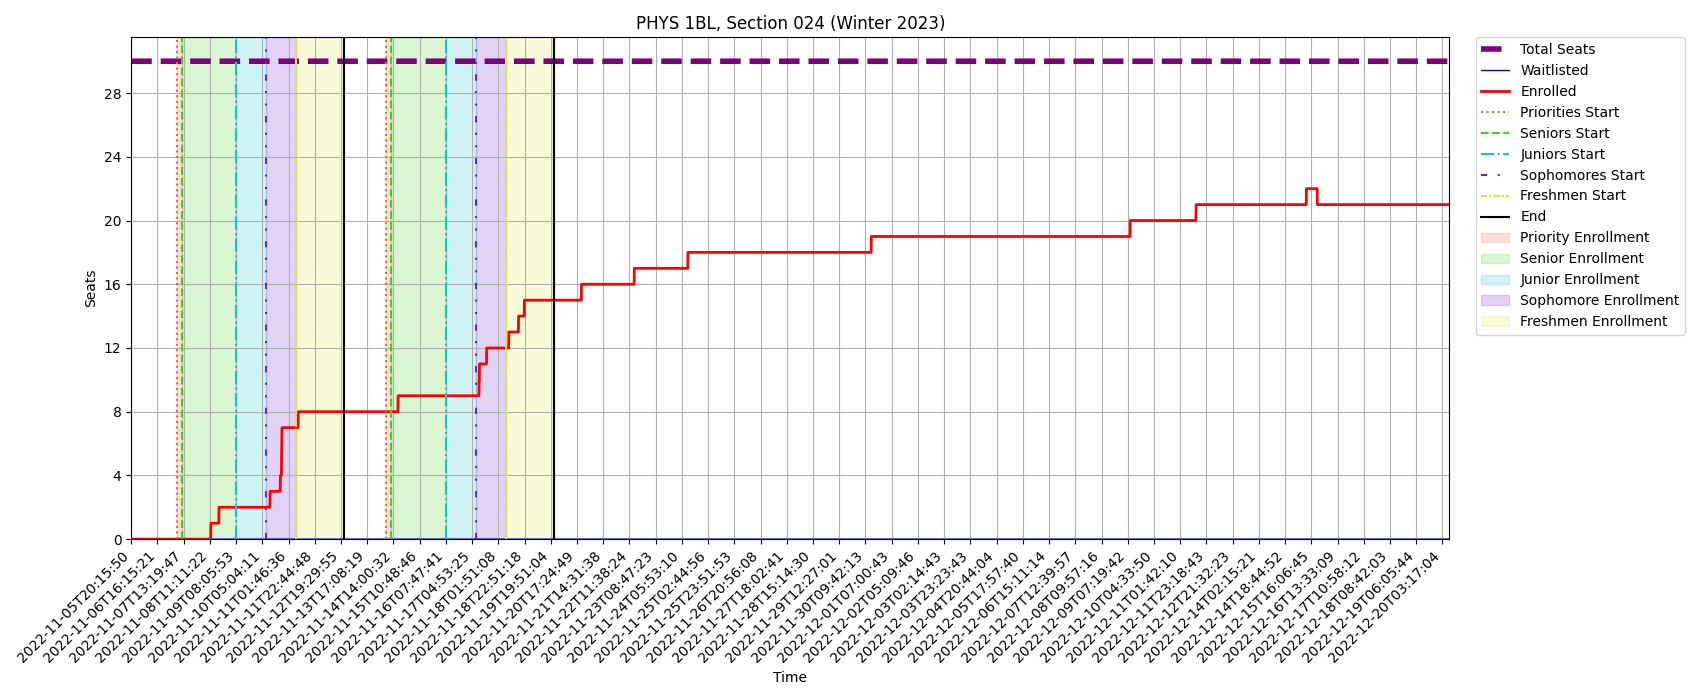 PHYS 1BL, Section 024 (Winter 2023)
Seats
28
24
20
16
12
8
4
0
2022-11-05T20:15:50
2022-11-06T16:15:21
2022-11-07T13:19:47
2022-11-08T11:11:22
2022-11-09T08:05:53
2022-11-10T05:04:11
2022-11-11T01:46:36
2022-11-11T22:44:48
2022-11-12T19:29:55
2022-11-13T17:08:19
2022-11-14T14:00:32
2022-11-15T10:48:46
2022-11-16T07:47:41
2022-11-17T04:53:25
2022-11-18T01:51:08
2022-11-18T22:51:18
2022-11-19T19:51:04
2022-11-20T17:24:49
2022-11-21T14:31:38
2022-11-22T11:38:24
2022-11-23T08:47:23
2022-11-24T05:53:10
2022-11-25T02:44:56
2022-11-25T23:51:53
2022-11-26T20:56:08
2022-11-27T18:02:41
2022-11-28T15:14:30
2022-11-29T12:27:01
2022-11-30T09:42:13
2022-12-01T07:00:43
2022-12-02T05:09:46
2022-12-03T02:14:43
2022-12-03T23:23:43
2022-12-04T20:44:04
2022-12-05T17:57:40
2022-12-06T15:11:14
2022-12-07T12:39:57
2022-12-08T09:57:16
2022-12-09T07:19:42
2022-12-10T04:33:50
2022-12-11T01:42:10
2022-12-11T23:18:43
2022-12-12T21:32:23
2022-12-14T02:15:21
2022-12-14T18:44:52
2022-12-15T16:06:45
2022-12-16T13:33:09
2022-12-17T10:58:12
2022-12-18T08:42:03
2022-12-19T06:05:44
2022-12-20T03:17:04
Time
Total Seats
Waitlisted
Enrolled
Priorities Start
Seniors Start
Juniors Start
Sophomores Start
Freshmen Start
End
Priority Enrollment
Senior Enrollment
Junior Enrollment
Sophomore Enrollment
Freshmen Enrollment